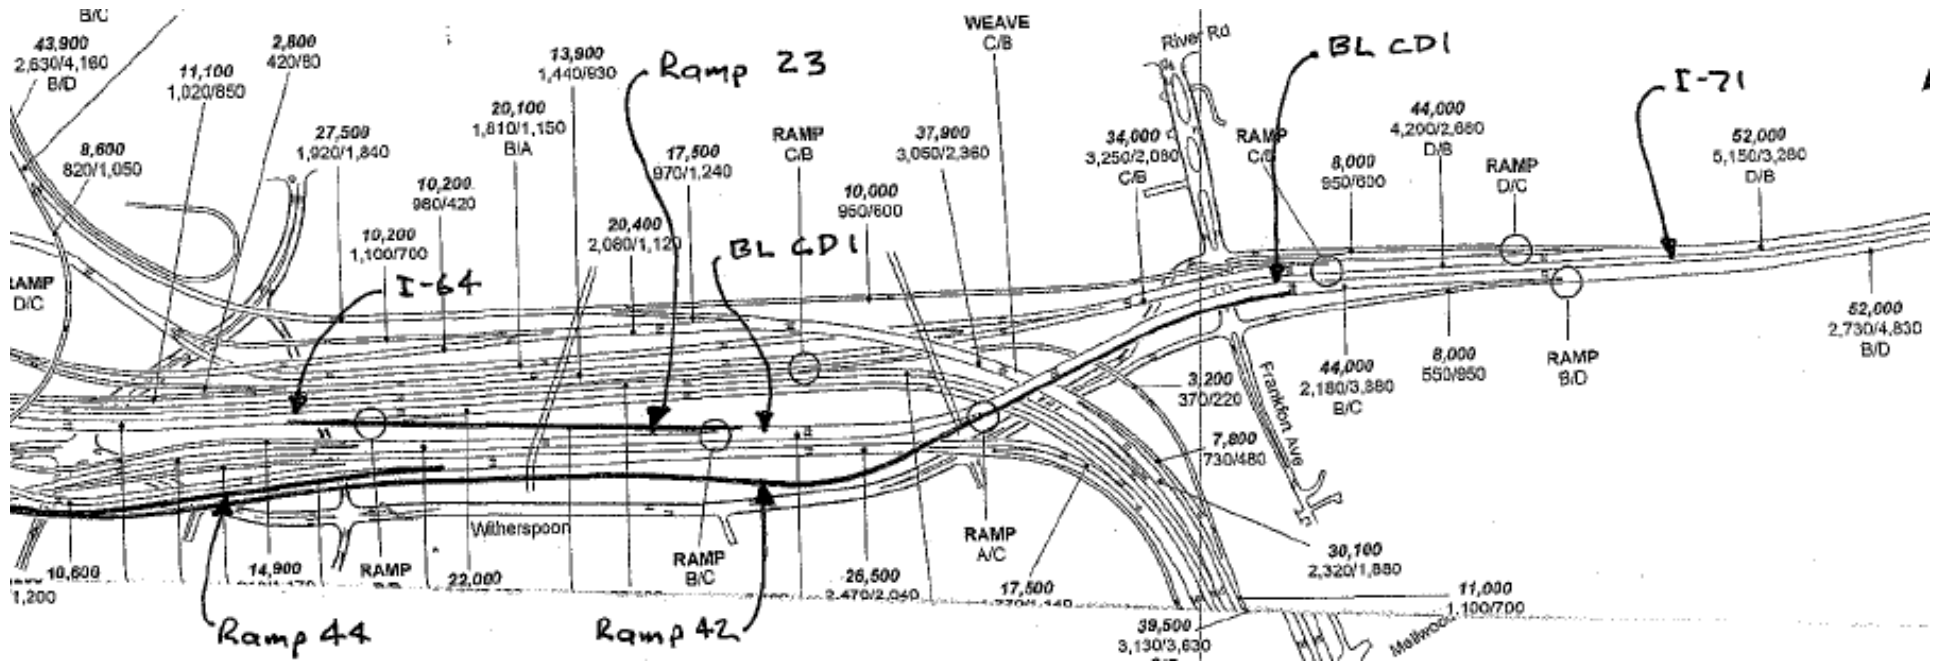 B/C
43,900
2,630/4,160
B/D
2,800
420/80
11,100
1,020/850
13,900
1,440/930
Ramp 23
WEAVE
C/B
River Rd
BL CD1
I-71
8,600
820/1,050
27,500
1,920/1,840
20,100
1,810/1,150
B/A
17,500
970/1,240
RAMP
C/B
37,900
3,050/2,360
34,000
3,250/2,080
C/B
RAMP
8,000
950/600
44,000
4,200/2,660
D/B
RAMP
D/C
52,000
5,150/3,280
D/B
10,200
980/420
10,200
1,100/700
20,400
2,080/1,120
BL CD1
10,000
950/600
RAMP
D/C
I-64
52,000
2,730/4,830
B/D
3,200
370/220
Frankfort Ave
44,000
2,180/3,880
B/C
8,000
550/850
RAMP
B/D
7,800
730/480
Witherspoon
RAMP
A/C
30,100
2,320/1,880
10,600
1,200
14,900
RAMP
22,000
RAMP
B/C
26,500
2,470/2,040
17,500
11,000
1,100/700
Ramp 44
Ramp 42
39,500
3,130/3,630
Mellwood